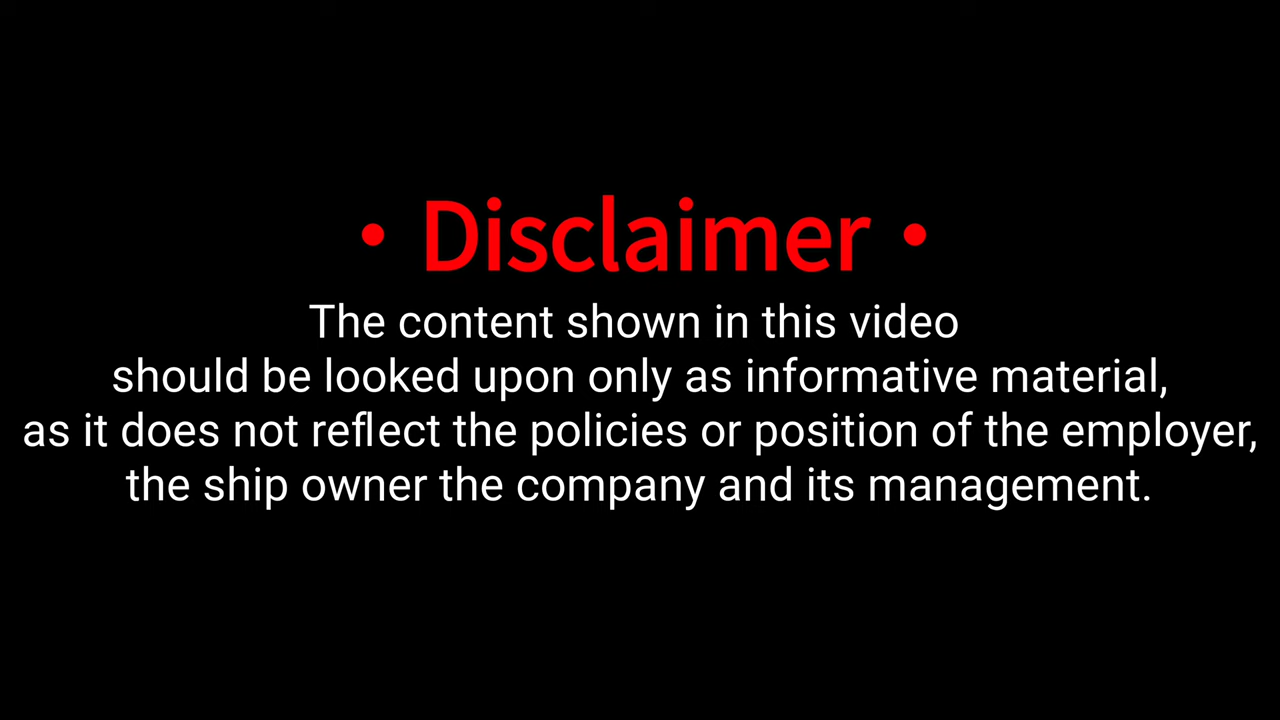 • Disclaimer •
The content shown in this video
should be looked upon only as informative material,
as it does not reflect the policies or position of the employer,
the ship owner the company and its management.